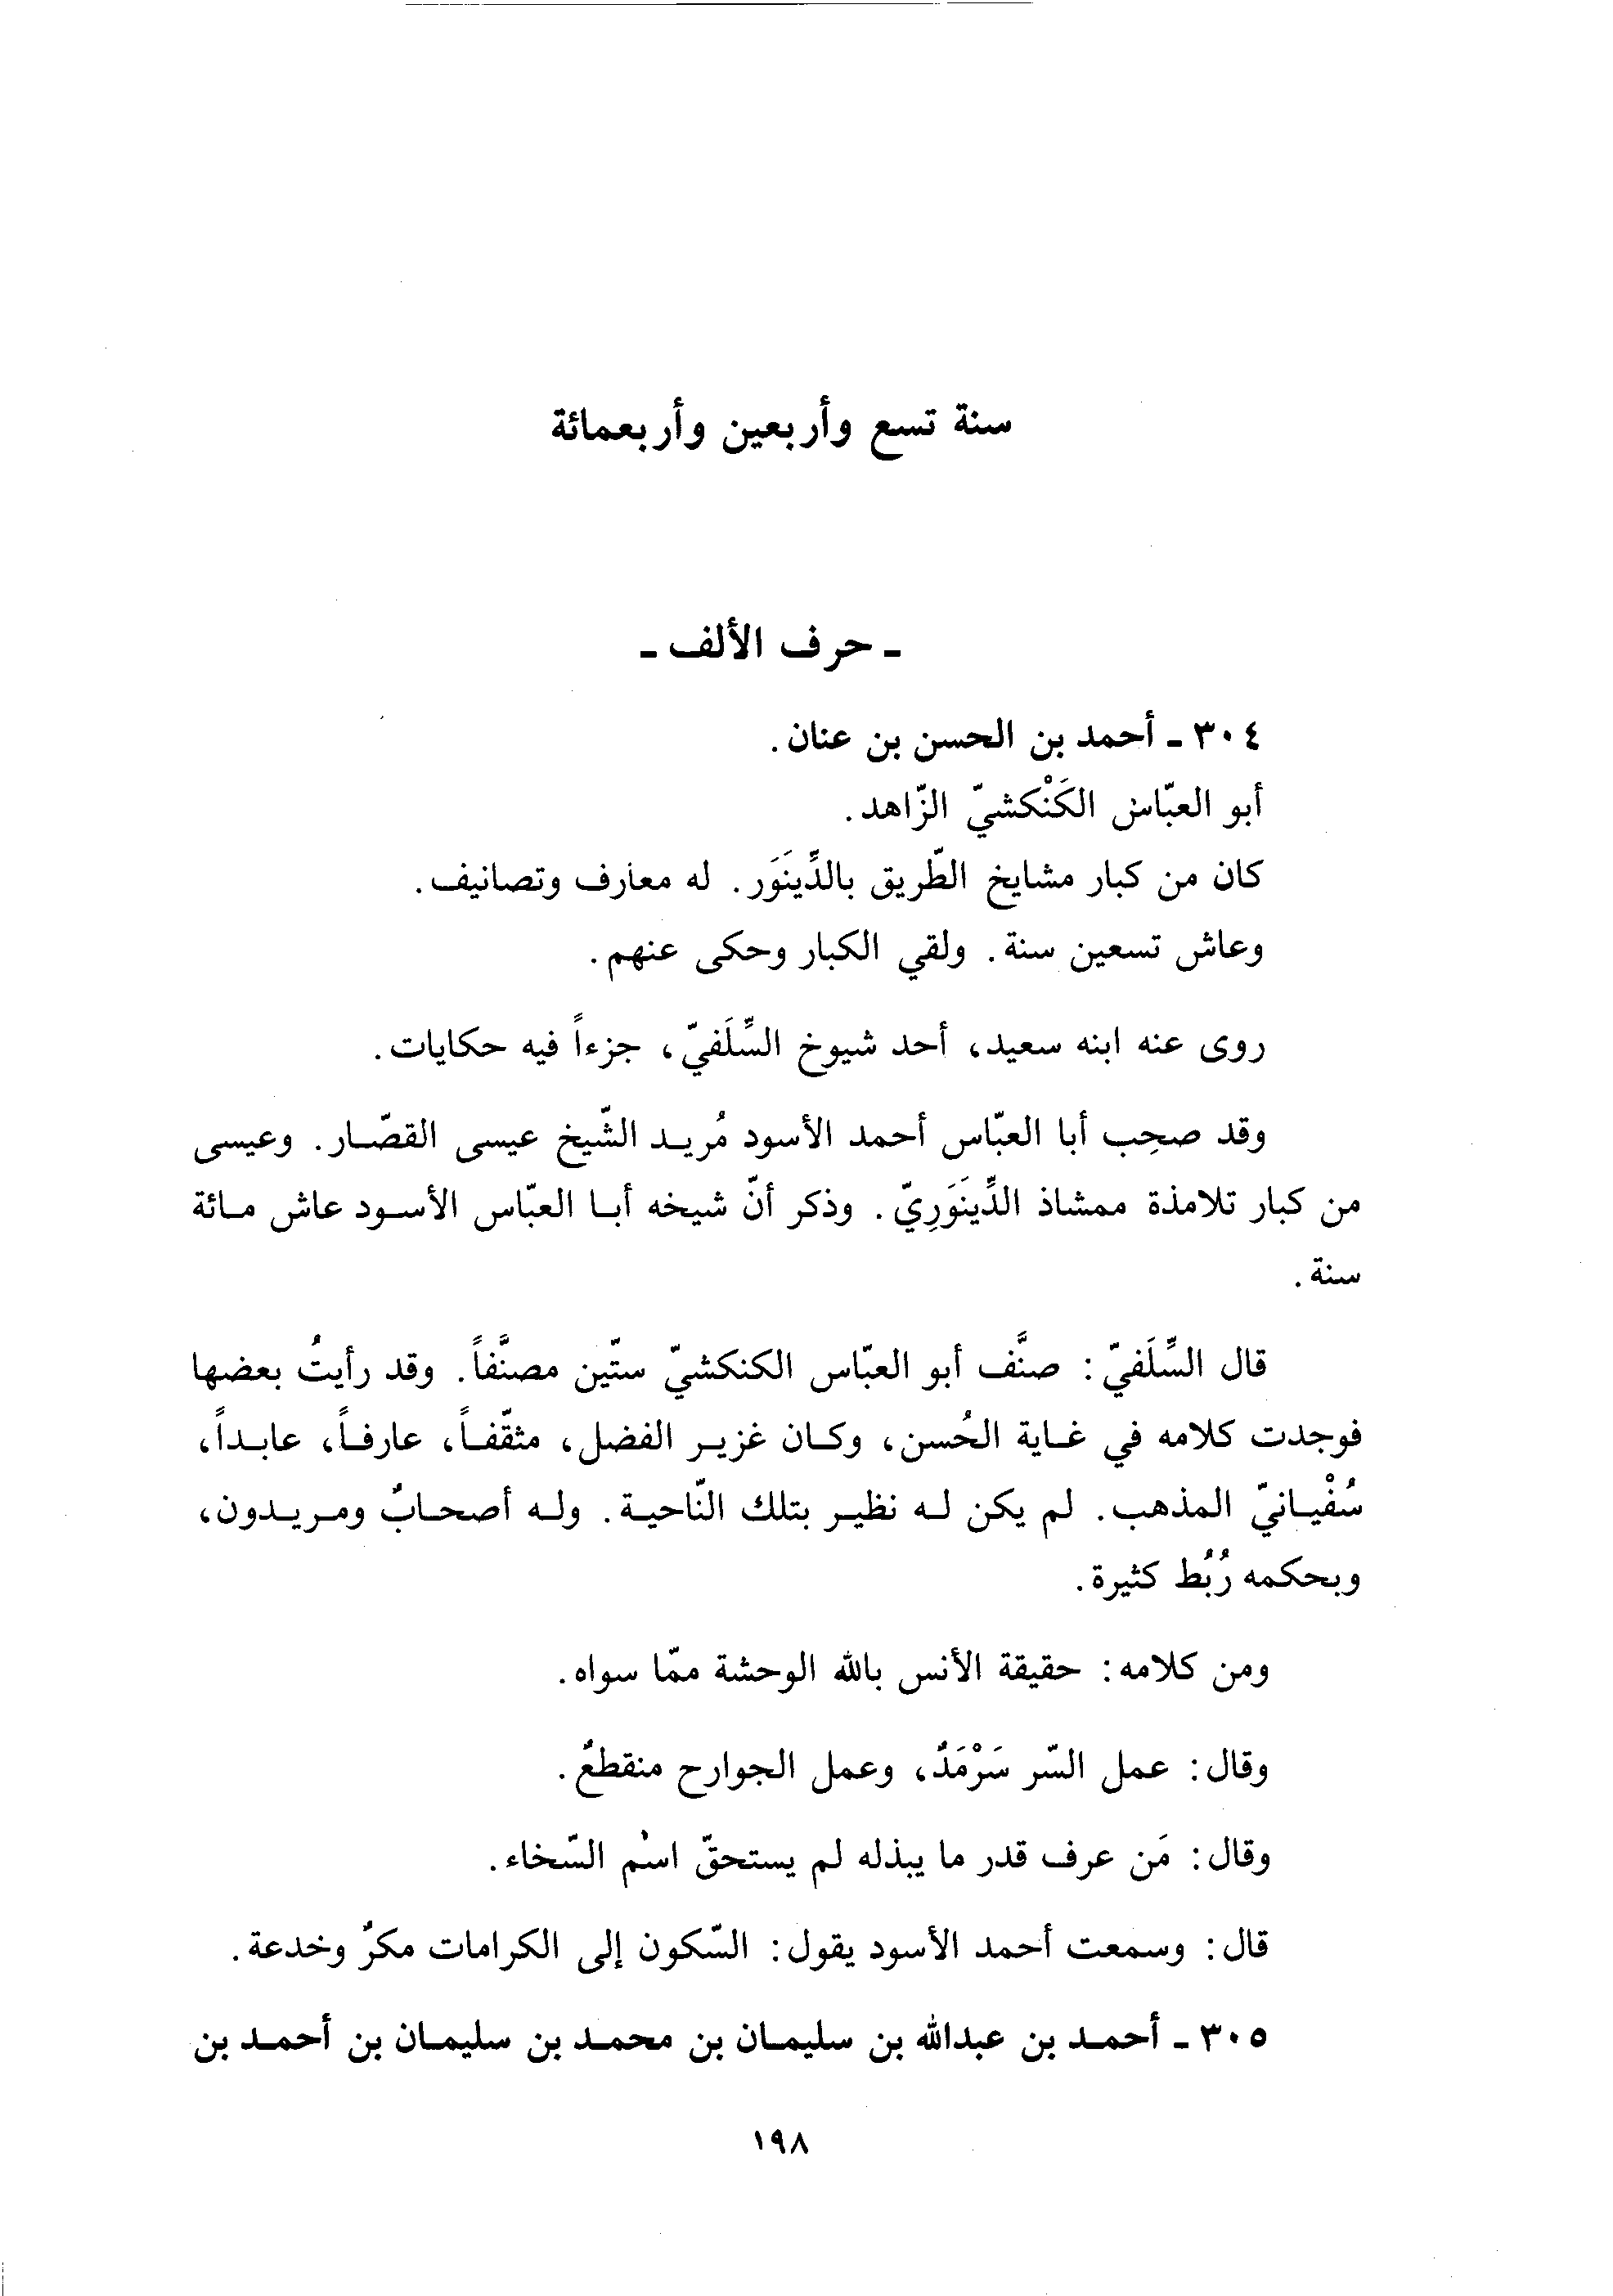 سنة تسع وأربعين وأربعمائة
ـ حرف الألف ـ
٣٠٤ ـ أحمد بن الحسن بن عنان.
أبو العبّاس الكَنْكشيّ الزّاهد.
كان من كبار مشايخ الطّريق بالدِّينَوَر. له معارف وتصانيف.
وعاش تسعين سنة. ولقي الكبار وحكى عنهم.
روى عنه ابنه سعيد، أحد شيوخ السِّلَفيّ، جزءاً فيه حكايات.
وقد صحِب أبا العبّاس أحمد الأسود مُريد الشّيخ عيسى القصّار. وعيسى
من كبار تلامذة ممشاذ الدِّينَوَرِيّ. وذكر أنّ شيخه أبا العبّاس الأسود عاش مائة
سنة.
قال السِّلَفيّ: صنَّف أبو العبّاس الكنكشيّ ستّين مصنَّفاً. وقد رأيتُ بعضها
فوجدت كلامه في غاية الحُسن، وكان غزير الفضل، مثقّفاً، عارفاً، عابداً،
سُفْيانيّ المذهب. لم يكن له نظير بتلك النّاحية. وله أصحابٌ ومريدون،
وبحكمه رُبُط كثيرة.
ومن كلامه: حقيقة الأنس بالله الوحشة ممّا سواه.
وقال: عمل السّر سَرْمَدٌ، وعمل الجوارح منقطعٌ.
وقال: مَن عرف قدر ما يبذله لم يستحقّ اسْم السّخاء.
قال: وسمعت أحمد الأسود يقول: السّكون إلى الكرامات مكرٌ وخدعة.
٣٠٥ ـ أحمد بن عبدالله بن سليمان بن محمد بن سليمان بن أحمد بن
١٩٨